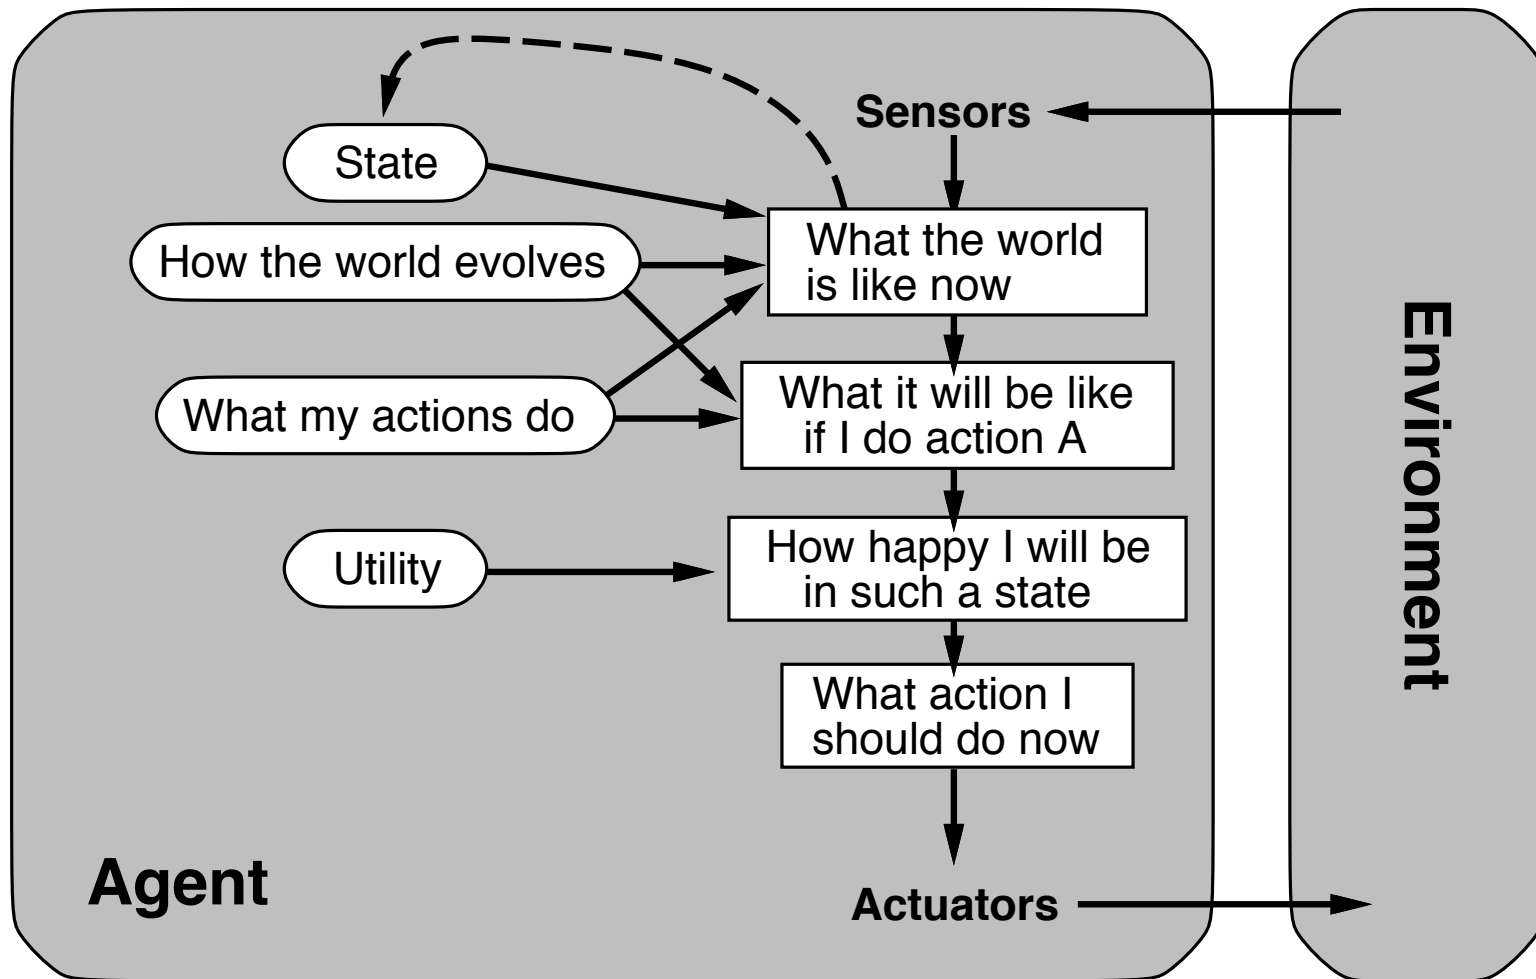 Sensors
State
What the world
is like now
How the world evolves
What it will be like
if I do action A
What my actions do
How happy I will be
in such a state
Utility
What action I
should do now
Agent
Actuators
Environment